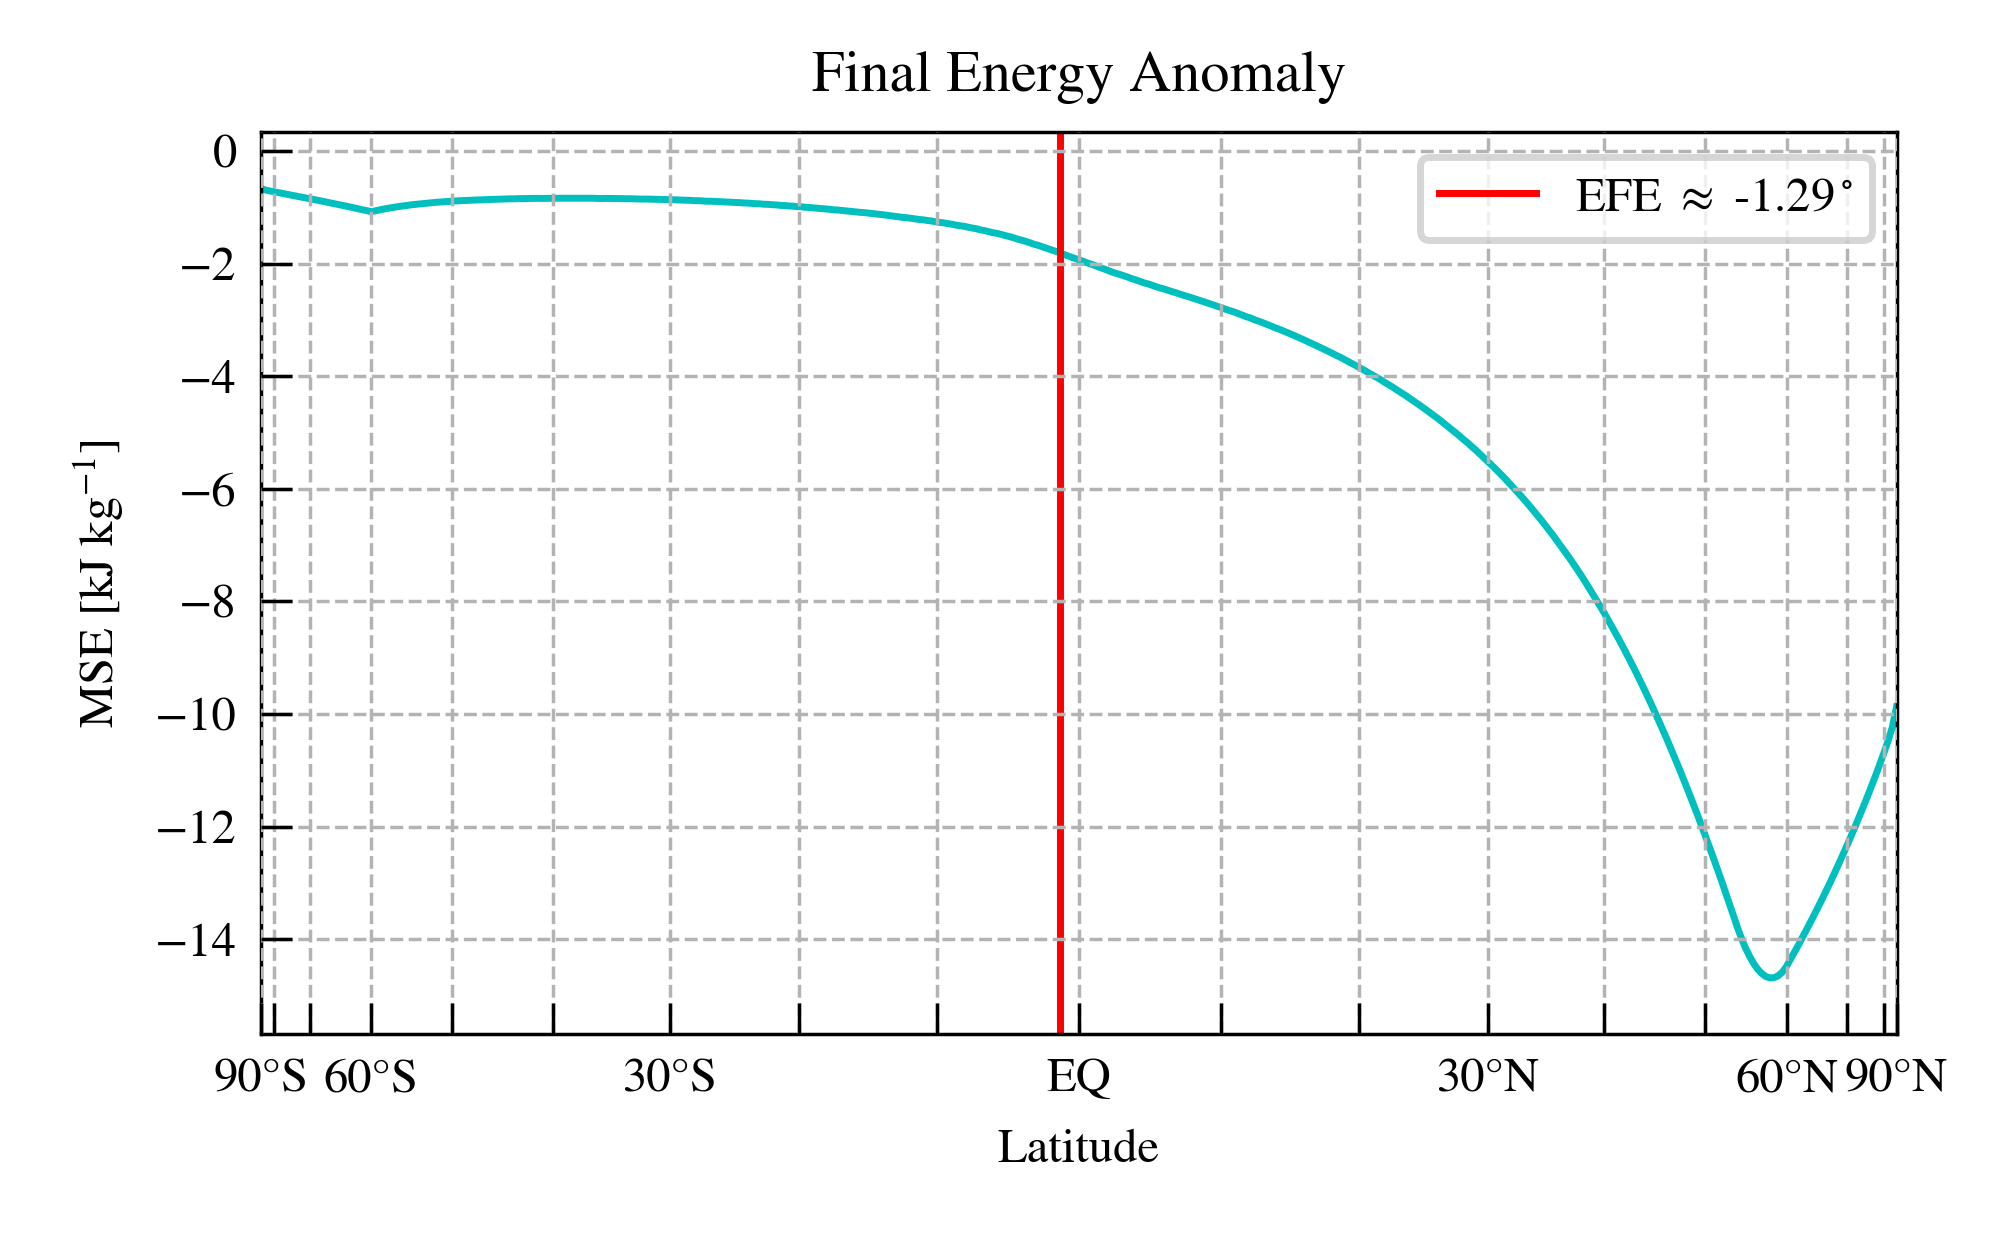 Final Energy Anomaly
EFE ≈ -1.29°
MSE [kJ kg⁻¹]
0
−2
−4
−6
−8
−10
−12
−14
90°S 60°S 30°S EQ 30°N 60°N 90°N
Latitude